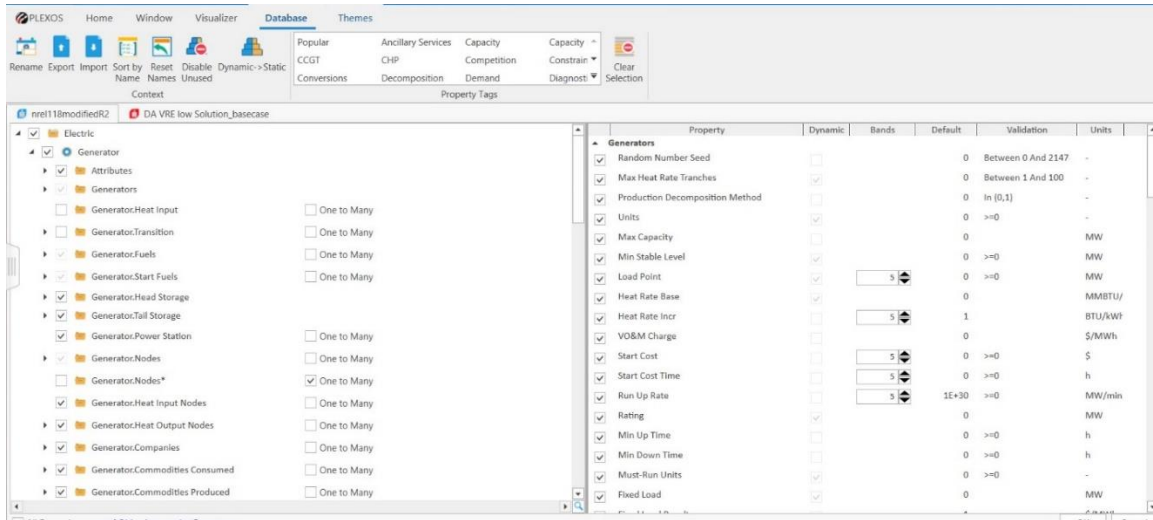 PLEXOS Home Window Visualizer Database Themes
Popular Ancillary Services Capacity Capacity
CCGT CHP Competition Constrain
Conversions Decomposition Demand Diagnosti
Rename Export Import Sort by Name Reset Names Disable Unused Dynamic->Static
Clear Selection
Context Property Tags
nrel118modifiedR2 DA VRE low Solution_basecase
Electric
Generator
Attributes
Generators
Generator.Heat Input One to Many
Generator.Transition One to Many
Generator.Fuels One to Many
Generator.Start Fuels One to Many
Generator.Head Storage
Generator.Tail Storage
Generator.Power Station One to Many
Generator.Nodes One to Many
Generator.Nodes* One to Many
Generator.Heat Input Nodes One to Many
Generator.Heat Output Nodes One to Many
Generator.Companies One to Many
Generator.Commodities Consumed One to Many
Generator.Commodities Produced One to Many
Property Dynamic Bands Default Validation Units
Generators
Random Number Seed 0 Between 0 And 2147 -
Max Heat Rate Tranches 0 Between 1 And 100 -
Production Decomposition Method 0 In (0,1) -
Units 0 >=0 -
Max Capacity 0 MW
Min Stable Level 0 >=0 MW
Load Point 5 0 >=0 MW
Heat Rate Base 0 MMBTU/
Heat Rate Incr 5 1 BTU/kWh
VO&M Charge 0 $/MWh
Start Cost 5 0 >=0 $
Start Cost Time 5 0 >=0 h
Run Up Rate 5 1E+30 >=0 MW/min
Rating 0 MW
Min Up Time 0 >=0 h
Min Down Time 0 >=0 h
Must-Run Units 0 >=0 -
Fixed Load 0 MW